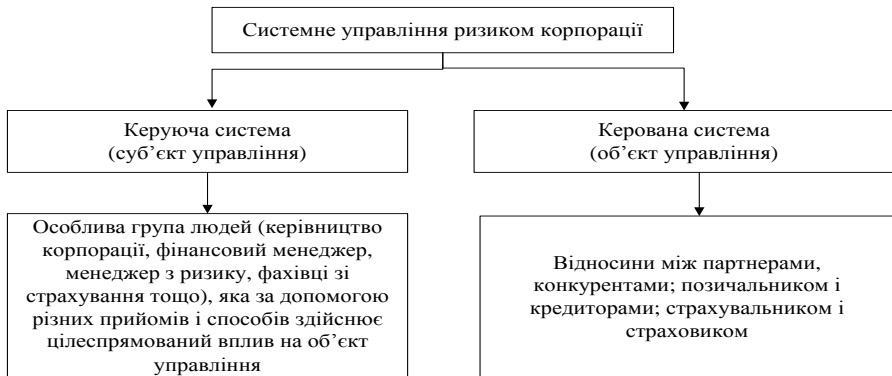 Системне управління ризиком корпорації
Керуюча система
(суб’єкт управління)
Керована система
(об’єкт управління)
Особлива група людей (керівництво
корпорації, фінансовий менеджер,
менеджер з ризику, фахівці зі
страхування тощо), яка за допомогою
різних прийомів і способів здійснює
цілеспрямований вплив на об’єкт
управління
Відносини між партнерами,
конкурентами; позичальником і
кредиторами; страхувальником і
страховиком